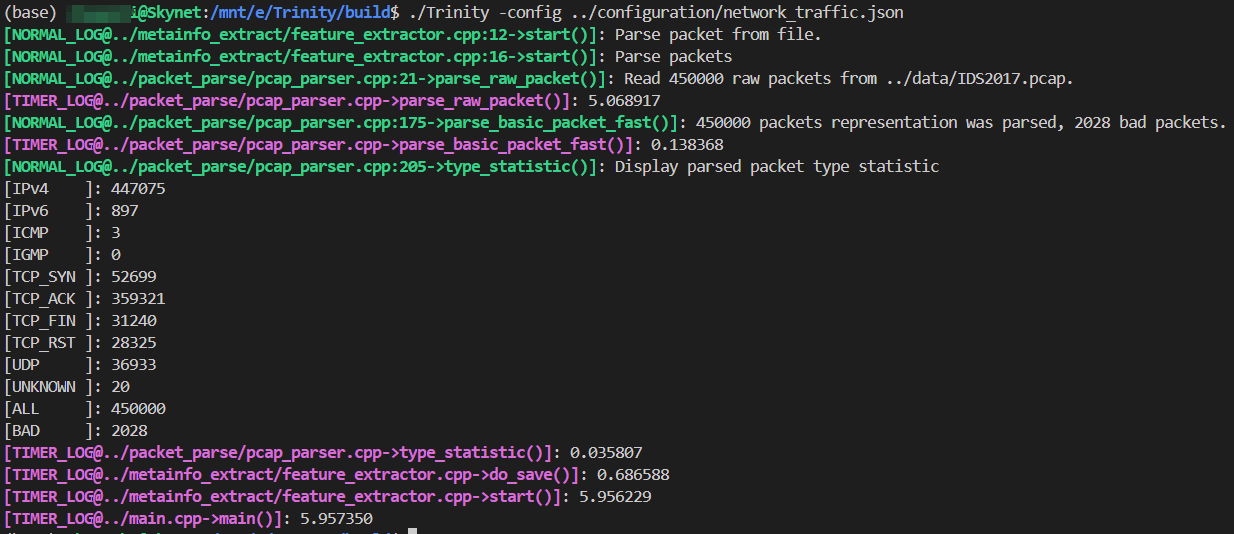 (base) i@Skynet:/mnt/e/Trinity/build$ ./Trinity -config ../configuration/network_traffic.json
[NORMAL_LOG@../metainfo_extract/feature_extractor.cpp:12->start()]: Parse packet from file.
[NORMAL_LOG@../metainfo_extract/feature_extractor.cpp:16->start()]: Parse packets
[NORMAL_LOG@../packet_parse/pcap_parser.cpp:21->parse_raw_packet()]: Read 450000 raw packets from ../data/IDS2017.pcap.
[TIMER_LOG@../packet_parse/pcap_parser.cpp->parse_raw_packet()]: 5.068917
[NORMAL_LOG@../packet_parse/pcap_parser.cpp:175->parse_basic_packet_fast()]: 450000 packets representation was parsed, 2028 bad packets.
[TIMER_LOG@../packet_parse/pcap_parser.cpp->parse_basic_packet_fast()]: 0.138368
[NORMAL_LOG@../packet_parse/pcap_parser.cpp:205->type_statistic()]: Display parsed packet type statistic
[IPv4    ]: 447075
[IPv6    ]: 897
[ICMP    ]: 3
[IGMP    ]: 0
[TCP_SYN ]: 52699
[TCP_ACK ]: 359321
[TCP_FIN ]: 31240
[TCP_RST ]: 28325
[UDP     ]: 36933
[UNKNOWN ]: 20
[ALL     ]: 450000
[BAD     ]: 2028
[TIMER_LOG@../packet_parse/pcap_parser.cpp->type_statistic()]: 0.035807
[TIMER_LOG@../metainfo_extract/feature_extractor.cpp->do_save()]: 0.686588
[TIMER_LOG@../metainfo_extract/feature_extractor.cpp->start()]: 5.956229
[TIMER_LOG@../main.cpp->main()]: 5.957350